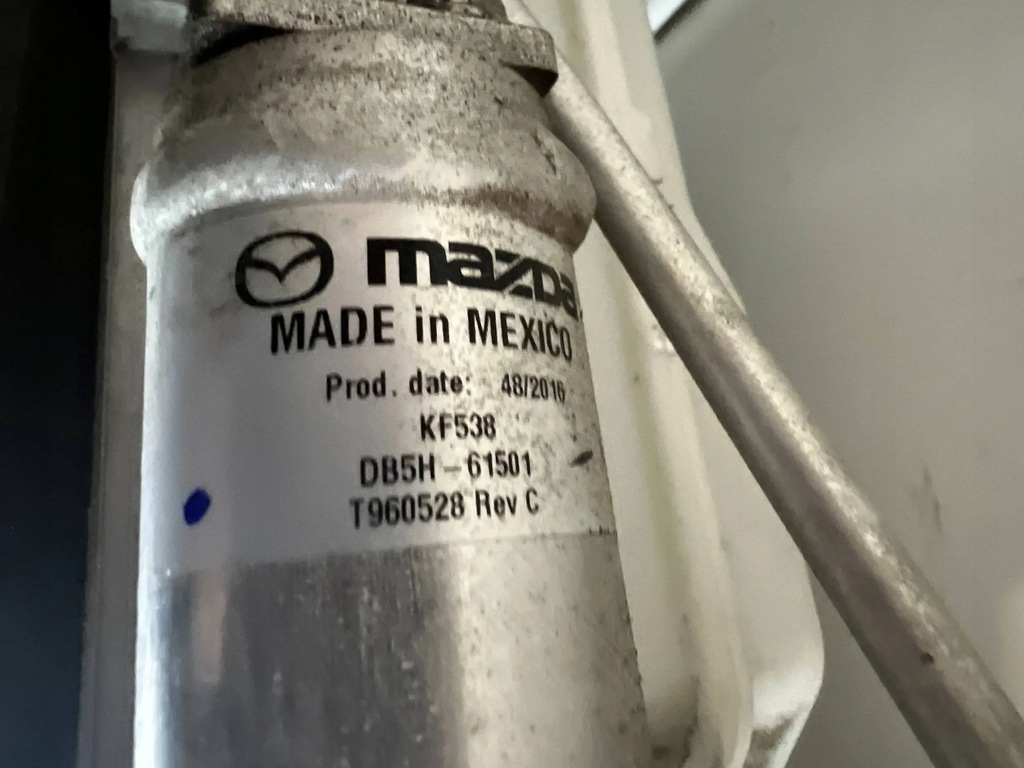 mazda
MADE in MEXICO
Prod. date: 48/2016
KF538
DB5H-61501
T960528 Rev C